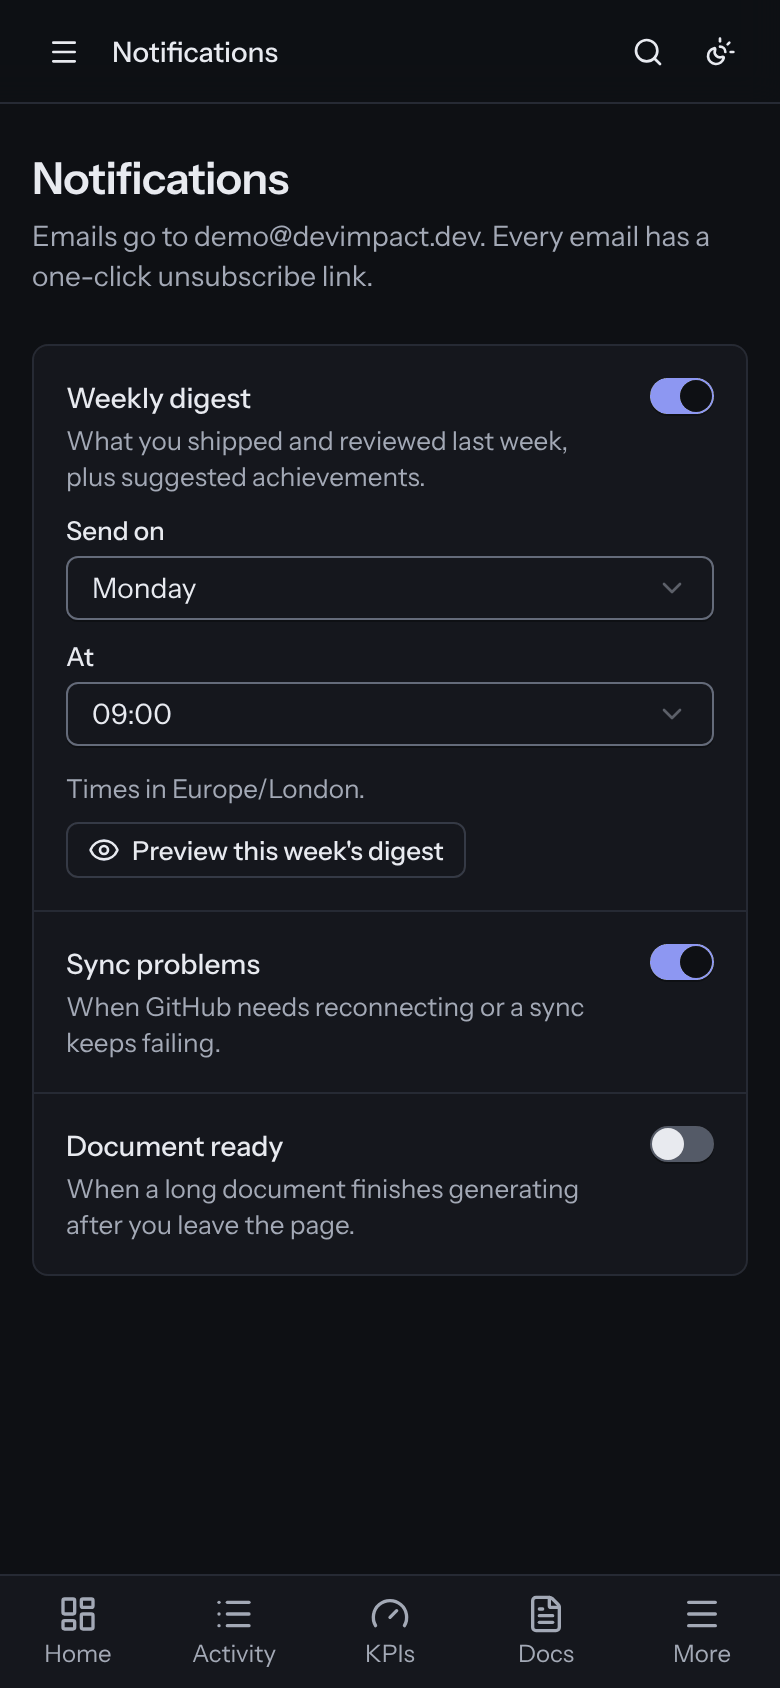 Notifications
Notifications
Emails go to demo@devimpact.dev. Every email has a
one-click unsubscribe link.
Weekly digest
What you shipped and reviewed last week,
plus suggested achievements.
Send on
Monday
At
09:00
Times in Europe/London.
Preview this week's digest
Sync problems
When GitHub needs reconnecting or a sync
keeps failing.
Document ready
When a long document finishes generating
after you leave the page.
Home
Activity
KPIs
Docs
More